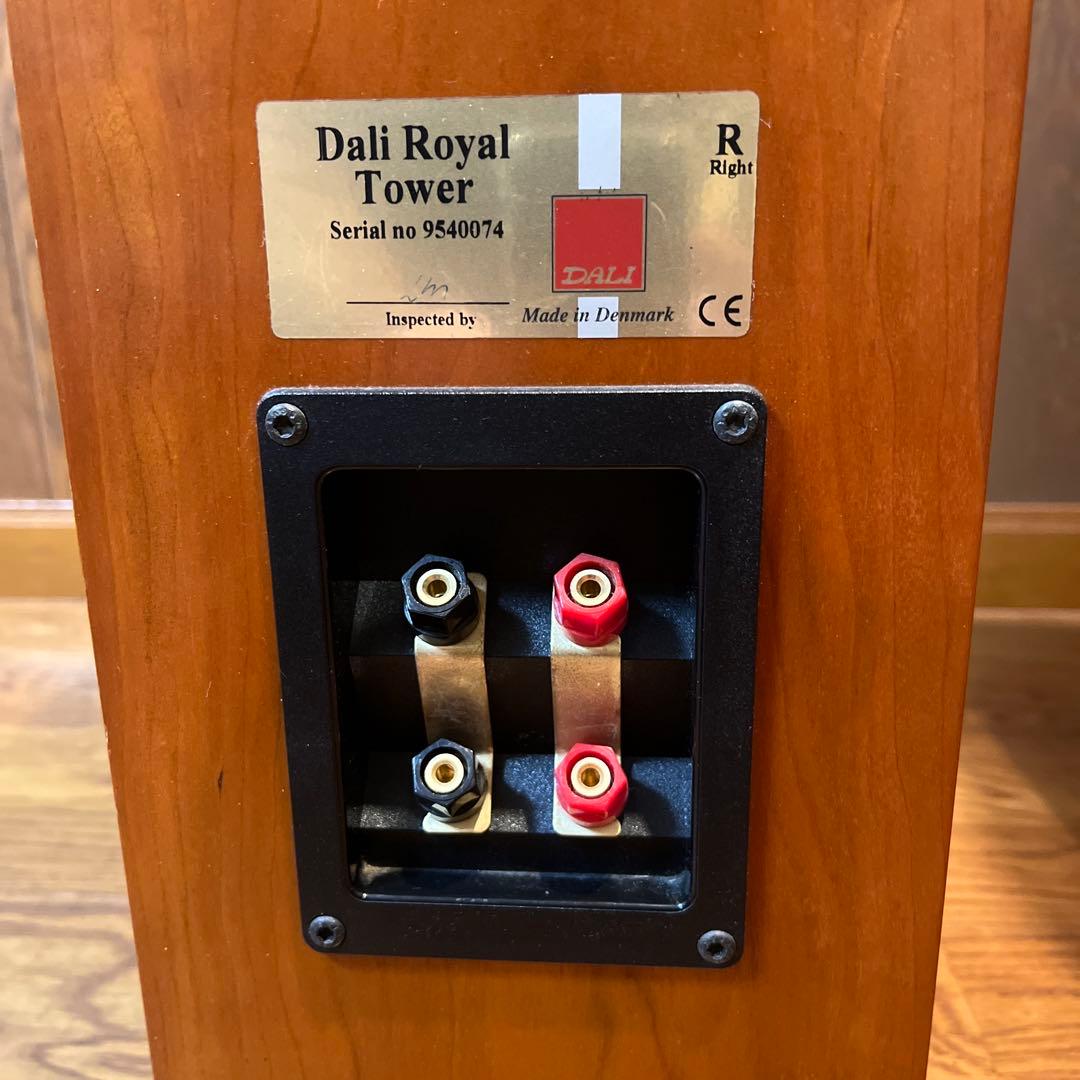 Dali Royal
Tower
Serial no 9540074
R
Right
DALI
Inspected by
Made in Denmark
CE